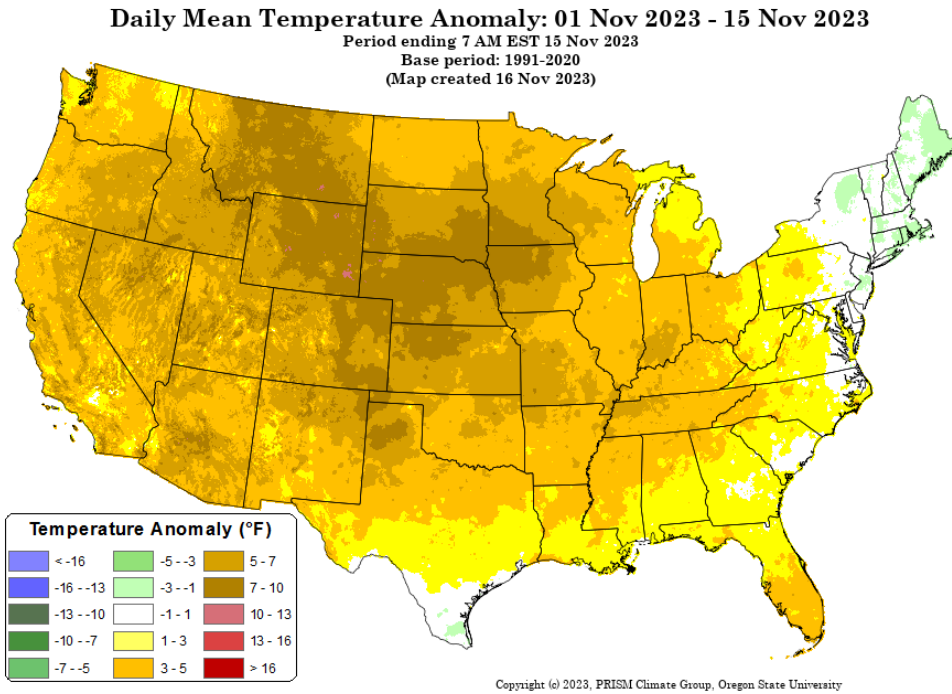 Daily Mean Temperature Anomaly: 01 Nov 2023 - 15 Nov 2023
Period ending 7 AM EST 15 Nov 2023
Base period: 1991-2020
(Map created 16 Nov 2023)
Temperature Anomaly (°F)
< -16
-16 - -13
-13 - -10
-10 - -7
-7 - -5
-5 - -3
-3 - -1
-1 - 1
1 - 3
3 - 5
5 - 7
7 - 10
10 - 13
13 - 16
> 16
Copyright (c) 2023, PRISM Climate Group, Oregon State University